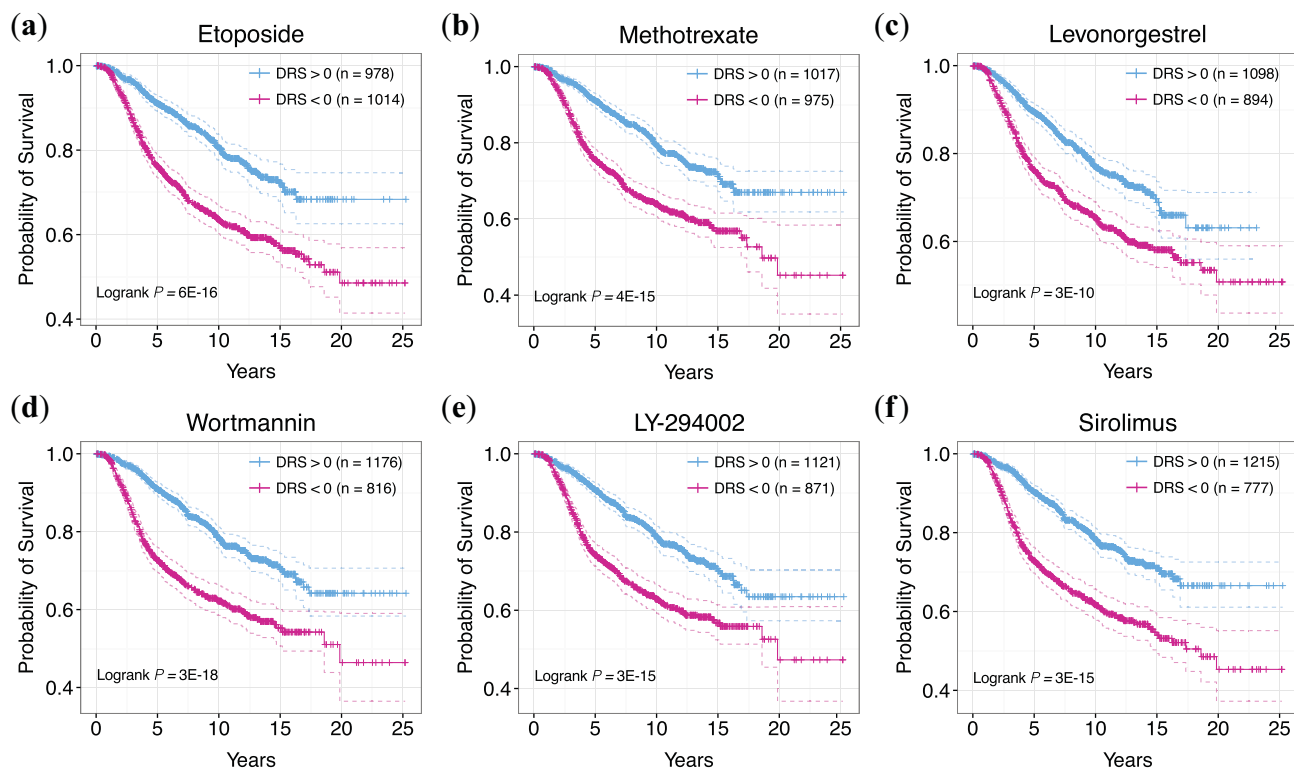 (a)
Etoposide
DRS > 0 (n = 978)
DRS < 0 (n = 1014)
Probability of Survival
1.0
0.8
0.6
0.4
Logrank P = 6E-16
0 5 10 15 20 25
Years
(b)
Methotrexate
DRS > 0 (n = 1017)
DRS < 0 (n = 975)
Probability of Survival
1.0
0.8
0.6
0.4
Logrank P = 4E-15
0 5 10 15 20 25
Years
(c)
Levonorgestrel
DRS > 0 (n = 1098)
DRS < 0 (n = 894)
Probability of Survival
1.0
0.8
0.6
Logrank P = 3E-10
0 5 10 15 20 25
Years
(d)
Wortmannin
DRS > 0 (n = 1176)
DRS < 0 (n = 816)
Probability of Survival
1.0
0.8
0.6
0.4
Logrank P = 3E-18
0 5 10 15 20 25
Years
(e)
LY-294002
DRS > 0 (n = 1121)
DRS < 0 (n = 871)
Probability of Survival
1.0
0.8
0.6
0.4
Logrank P = 3E-15
0 5 10 15 20 25
Years
(f)
Sirolimus
DRS > 0 (n = 1215)
DRS < 0 (n = 777)
Probability of Survival
1.0
0.8
0.6
0.4
Logrank P = 3E-15
0 5 10 15 20 25
Years